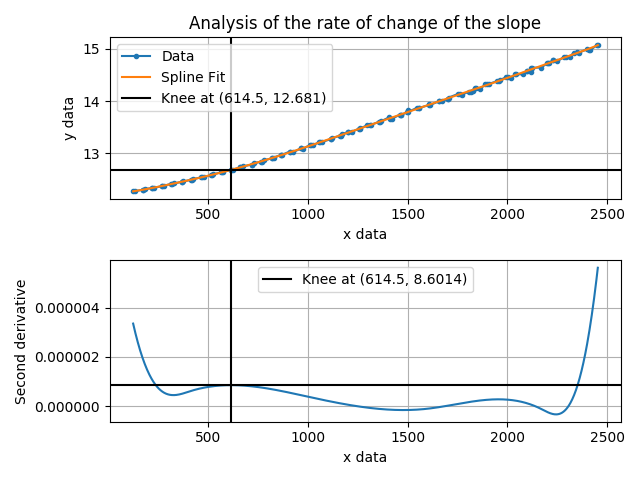 Analysis of the rate of change of the slope
Data
Spline Fit
Knee at (614.5, 12.681)
y data
15
14
13
500
1000
1500
2000
2500
x data
Knee at (614.5, 8.6014)
Second derivative
0.000004
0.000002
0.000000
500
1000
1500
2000
2500
x data